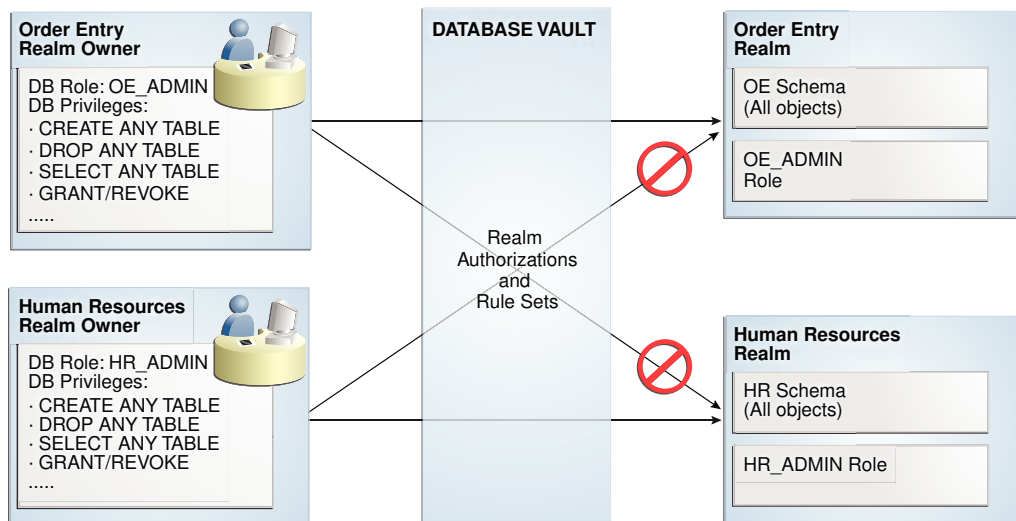 Order Entry
Realm Owner
DB Role: OE_ADMIN
DB Privileges:
· CREATE ANY TABLE
· DROP ANY TABLE
· SELECT ANY TABLE
· GRANT/REVOKE
.....
Human Resources
Realm Owner
DB Role: HR_ADMIN
DB Privileges:
· CREATE ANY TABLE
· DROP ANY TABLE
· SELECT ANY TABLE
· GRANT/REVOKE
.....
DATABASE VAULT
Realm
Authorizations
and
Rule Sets
Order Entry
Realm
OE Schema
(All objects)
OE_ADMIN
Role
Human Resources
Realm
HR Schema
(All objects)
HR_ADMIN Role